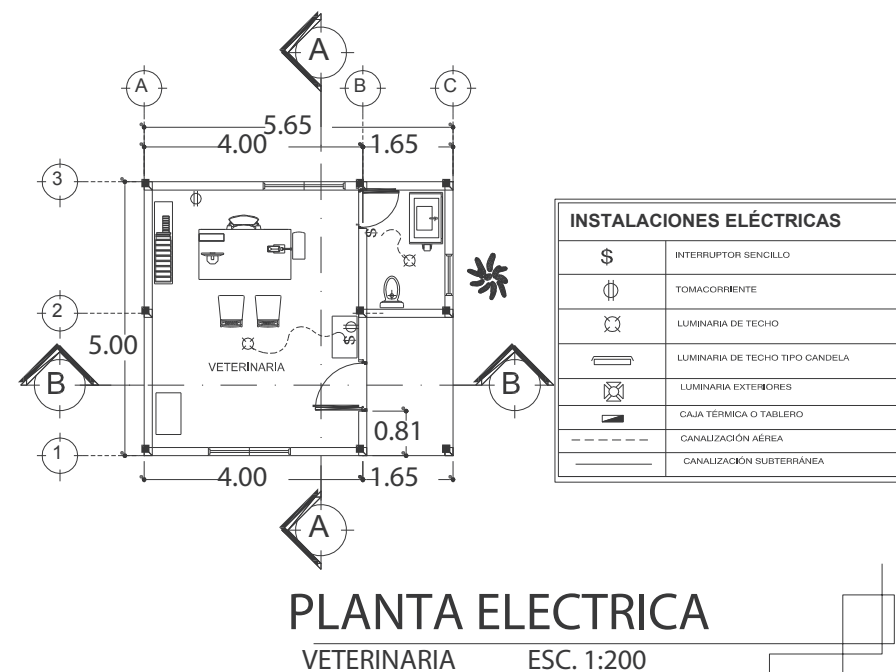 A
A
B
C
5.65
4.00
1.65
3
2
1
5.00
B
B
$
$
VETERINARIA
0.81
4.00
1.65
A
INSTALACIONES ELÉCTRICAS
$ INTERRUPTOR SENCILLO
TOMACORRIENTE
LUMINARIA DE TECHO
LUMINARIA DE TECHO TIPO CANDELA
LUMINARIA EXTERIORES
CAJA TÉRMICA O TABLERO
CANALIZACIÓN AÉREA
CANALIZACIÓN SUBTERRÁNEA
PLANTA ELECTRICA
VETERINARIA ESC. 1:200